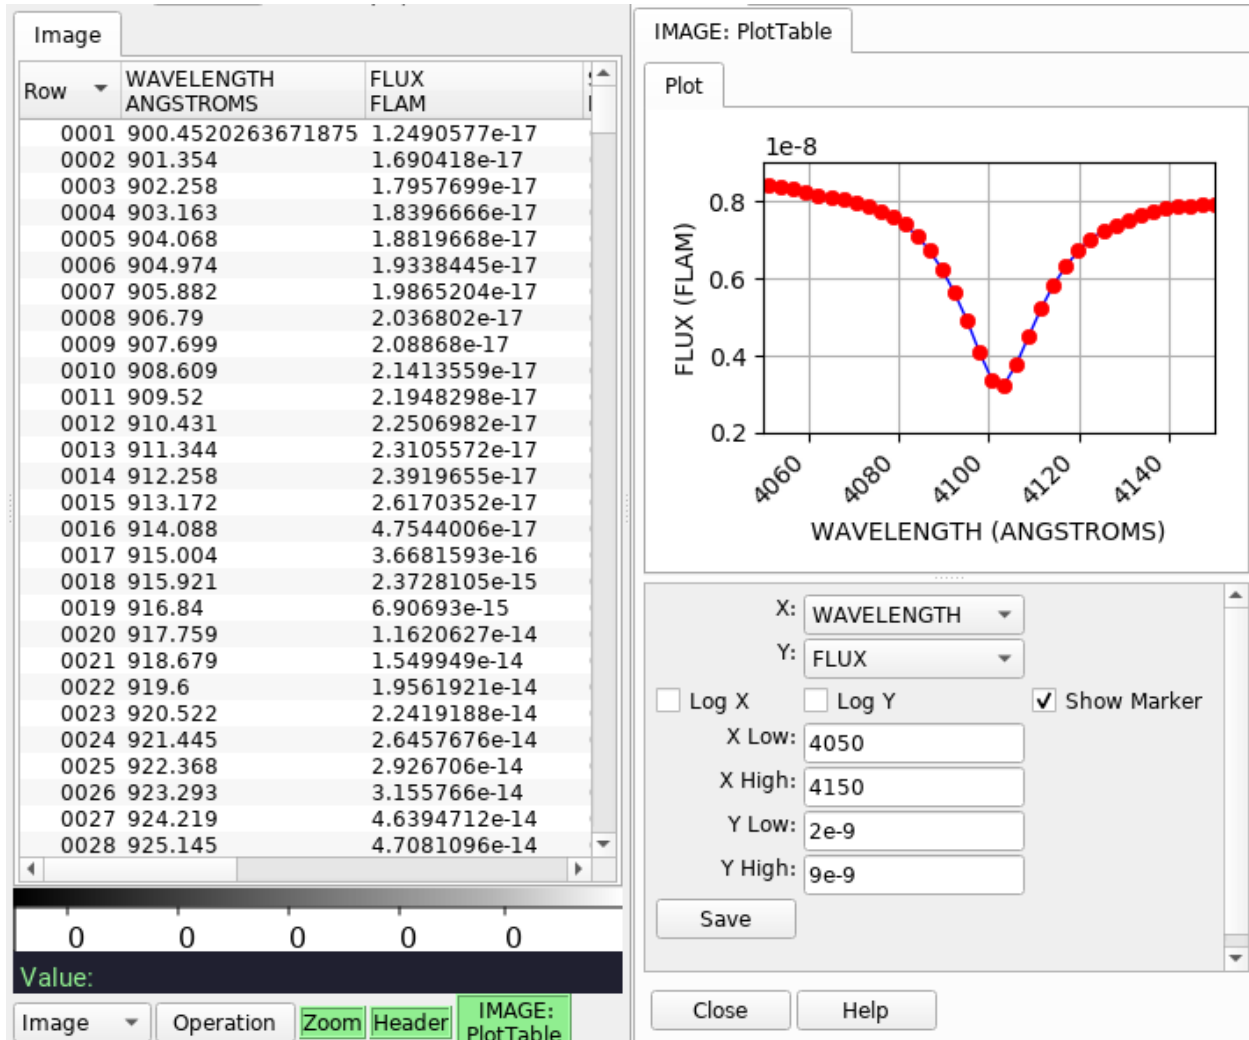 Image
Row WAVELENGTH FLUX
ANGSTROMS FLAM
0001 900.4520263671875 1.2490577e-17
0002 901.354 1.690418e-17
0003 902.258 1.7957699e-17
0004 903.163 1.8396666e-17
0005 904.068 1.8819668e-17
0006 904.974 1.9338445e-17
0007 905.882 1.9865204e-17
0008 906.79 2.036802e-17
0009 907.699 2.08868e-17
0010 908.609 2.1413559e-17
0011 909.52 2.1948298e-17
0012 910.431 2.2506982e-17
0013 911.344 2.3105572e-17
0014 912.258 2.3919655e-17
0015 913.172 2.6170352e-17
0016 914.088 4.7544006e-17
0017 915.004 3.6681593e-16
0018 915.921 2.3728105e-15
0019 916.84 6.90693e-15
0020 917.759 1.1620627e-14
0021 918.679 1.549949e-14
0022 919.6 1.9561921e-14
0023 920.522 2.2419188e-14
0024 921.445 2.6457676e-14
0025 922.368 2.926706e-14
0026 923.293 3.155766e-14
0027 924.219 4.6394712e-14
0028 925.145 4.7081096e-14
0 0 0 0 0
Value:
Image Operation Zoom Header IMAGE:
PlotTable
IMAGE: PlotTable
Plot
1e-8
0.8
0.6
0.4
0.2
FLUX (FLAM)
4060 4080 4100 4120 4140
WAVELENGTH (ANGSTROMS)
X: WAVELENGTH
Y: FLUX
Log X Log Y Show Marker
X Low: 4050
X High: 4150
Y Low: 2e-9
Y High: 9e-9
Save
Close Help